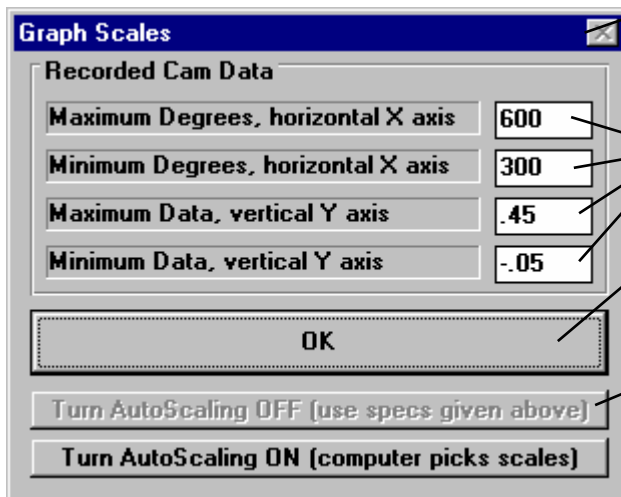 Graph Scales
Recorded Cam Data
Maximum Degrees, horizontal X axis 600
Minimum Degrees, horizontal X axis 300
Maximum Data, vertical Y axis .45
Minimum Data, vertical Y axis -.05
OK
Turn AutoScaling OFF (use specs given above)
Turn AutoScaling ON (computer picks scales)